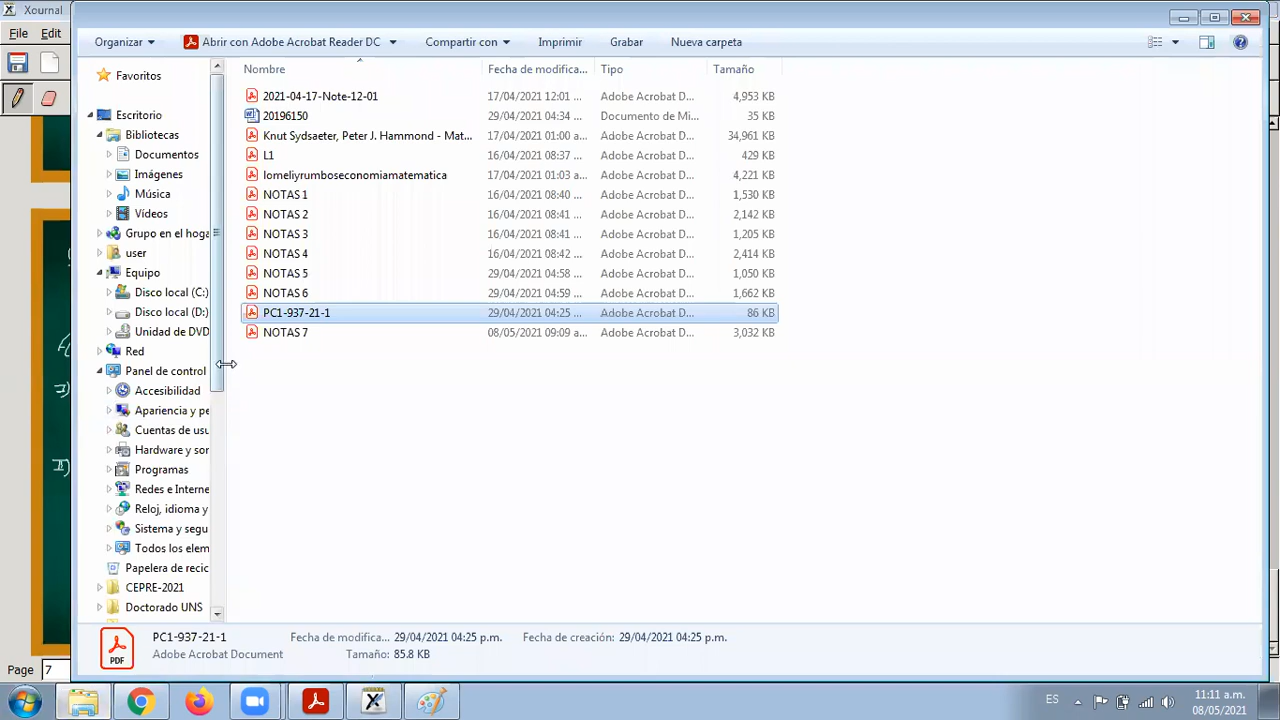 Xournal
File Edit
Organizar
Abrir con Adobe Acrobat Reader DC
Compartir con
Imprimir
Grabar
Nueva carpeta
Nombre Fecha de modifica... Tipo Tamaño
Favoritos
Escritorio
Bibliotecas
Documentos
Imágenes
Música
Vídeos
Grupo en el hoga
user
Equipo
Disco local (C:)
Disco local (D:)
Unidad de DVD
Red
Panel de control
Accesibilidad
Apariencia y pe
Cuentas de usu
Hardware y sor
Programas
Redes e Interne
Reloj, idioma y
Sistema y segu
Todos los elem
Papelera de recic
CEPRE-2021
Doctorado UNS
2021-04-17-Note-12-01 17/04/2021 12:01 ... Adobe Acrobat D... 4,953 KB
20196150 29/04/2021 04:34 ... Documento de Mi... 35 KB
Knut Sydsaeter, Peter J. Hammond - Mat... 17/04/2021 01:00 a... Adobe Acrobat D... 34,961 KB
L1 16/04/2021 08:37 ... Adobe Acrobat D... 429 KB
lomeliyrumboseconomiamatematica 17/04/2021 01:03 a... Adobe Acrobat D... 4,221 KB
NOTAS 1 16/04/2021 08:40 ... Adobe Acrobat D... 1,530 KB
NOTAS 2 16/04/2021 08:41 ... Adobe Acrobat D... 2,142 KB
NOTAS 3 16/04/2021 08:41 ... Adobe Acrobat D... 1,205 KB
NOTAS 4 16/04/2021 08:42 ... Adobe Acrobat D... 2,414 KB
NOTAS 5 29/04/2021 04:58 ... Adobe Acrobat D... 1,050 KB
NOTAS 6 29/04/2021 04:59 ... Adobe Acrobat D... 1,662 KB
PC1-937-21-1 29/04/2021 04:25 ... Adobe Acrobat D... 86 KB
NOTAS 7 08/05/2021 09:09 a... Adobe Acrobat D... 3,032 KB
PDF
PC1-937-21-1 Fecha de modifica... 29/04/2021 04:25 p.m. Fecha de creación: 29/04/2021 04:25 p.m.
Adobe Acrobat Document Tamaño: 85.8 KB
Page 7
ES
11:11 a.m.
08/05/2021